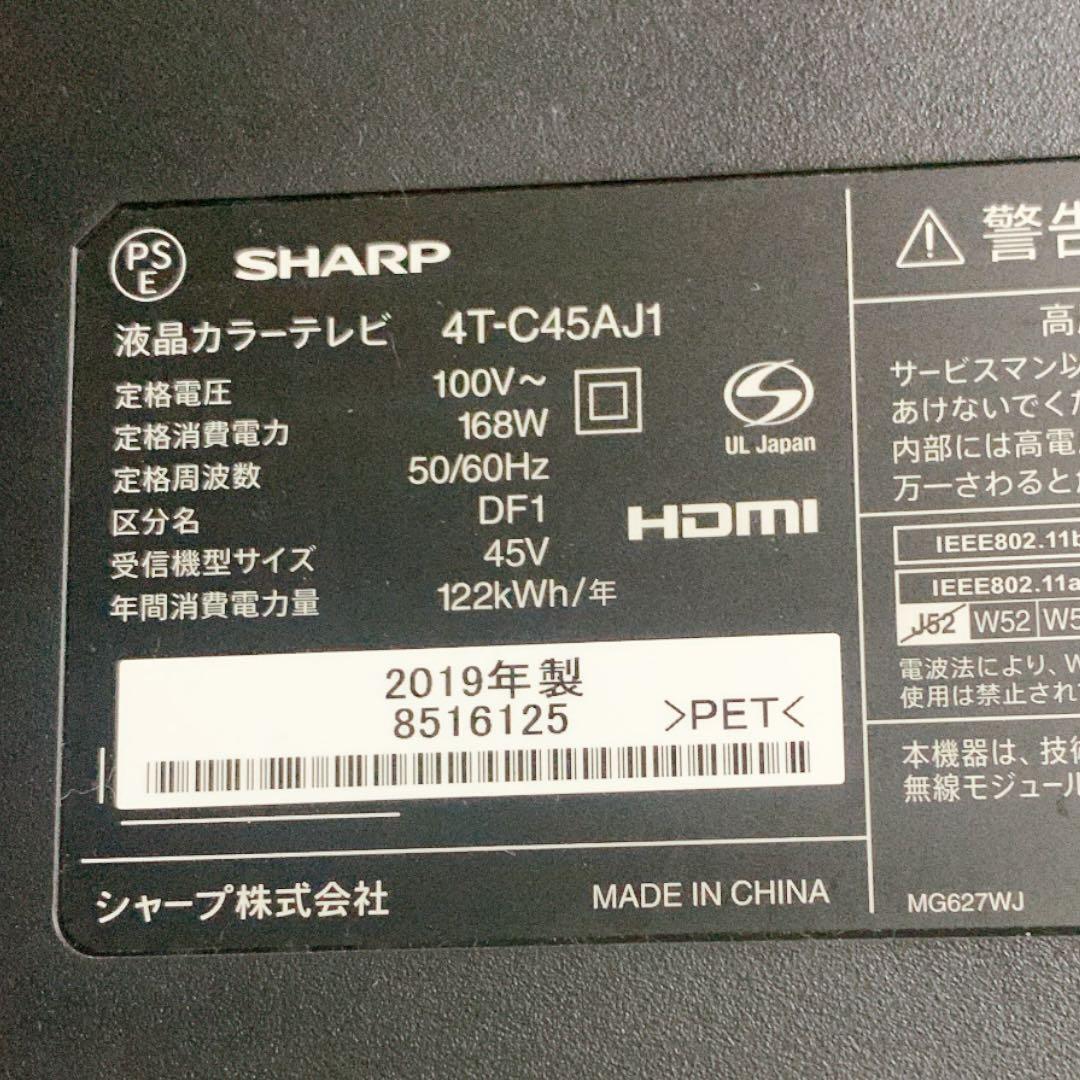 PS
E
SHARP
液晶カラーテレビ 4T-C45AJ1
定格電圧 100V～
定格消費電力 168W
定格周波数 50/60Hz
区分名 DF1
受信機型サイズ 45V
年間消費電力量 122kWh/年
UL Japan
HDMI
2019年製
8516125
>PET<
シャープ株式会社 MADE IN CHINA
警告
サービスマン以
あけないでくだ
内部には高電
万一さわると
IEEE802.11b
IEEE802.11a
J52 W52 W5
電波法により、W
使用は禁止され
本機器は、技術
無線モジュール
MG627WJ